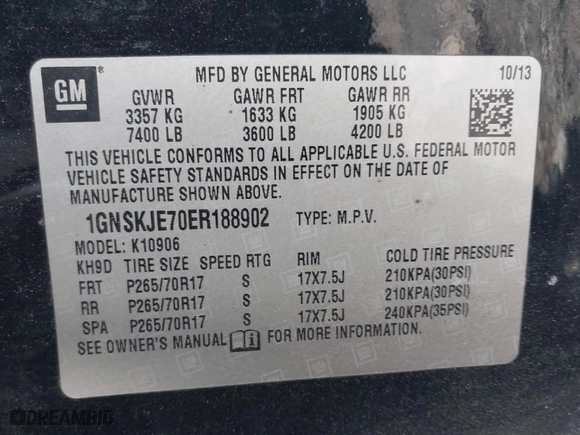 GM
MFD BY GENERAL MOTORS LLC
10/13
GVWR GAWR FRT GAWR RR
3357 KG 1633 KG 1905 KG
7400 LB 3600 LB 4200 LB
THIS VEHICLE CONFORMS TO ALL APPLICABLE U.S. FEDERAL MOTOR
VEHICLE SAFETY STANDARDS IN EFFECT ON THE DATE OF
MANUFACTURE SHOWN ABOVE.
1GNSKJE70ER188902 TYPE: M.P.V.
MODEL: K10906
KH9D TIRE SIZE SPEED RTG RIM COLD TIRE PRESSURE
FRT P265/70R17 S 17X7.5J 210KPA(30PSI)
RR P265/70R17 S 17X7.5J 210KPA(30PSI)
SPA P265/70R17 S 17X7.5J 240KPA(35PSI)
SEE OWNER'S MANUAL FOR MORE INFORMATION.
DREAMBID